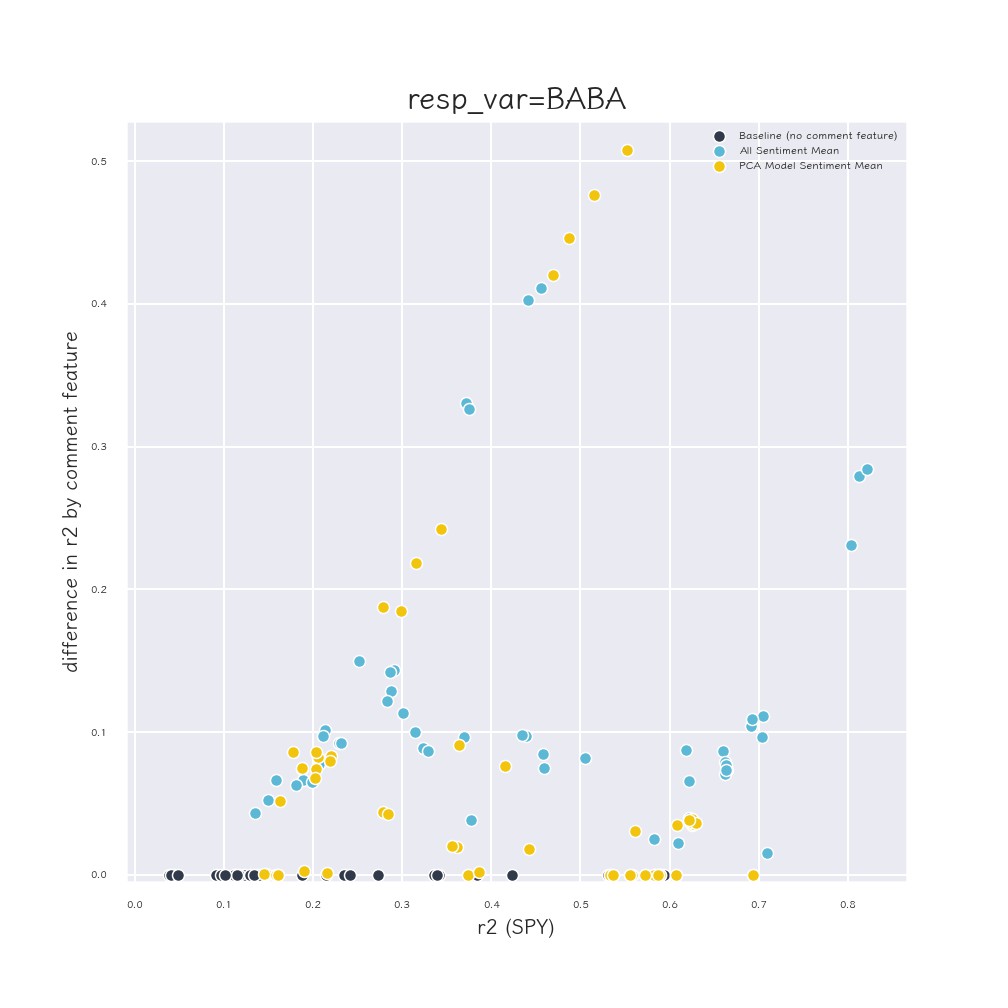 resp_var=BABA
Baseline (no comment feature)
All Sentiment Mean
PCA Model Sentiment Mean
difference in r2 by comment feature
0.5
0.4
0.3
0.2
0.1
0.0
0.0 0.1 0.2 0.3 0.4 0.5 0.6 0.7 0.8
r2 (SPY)